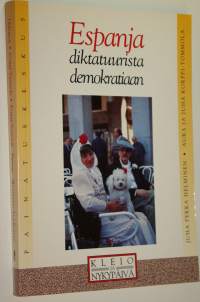 Espanja
diktatuurista
demokratiaan
PAINATUSKESKUS
JUHA PEKKA HELMINEN • AURA JA JUHA KORPPI-TOMMOLA
KLEIO
NYKYPÄIVÄ